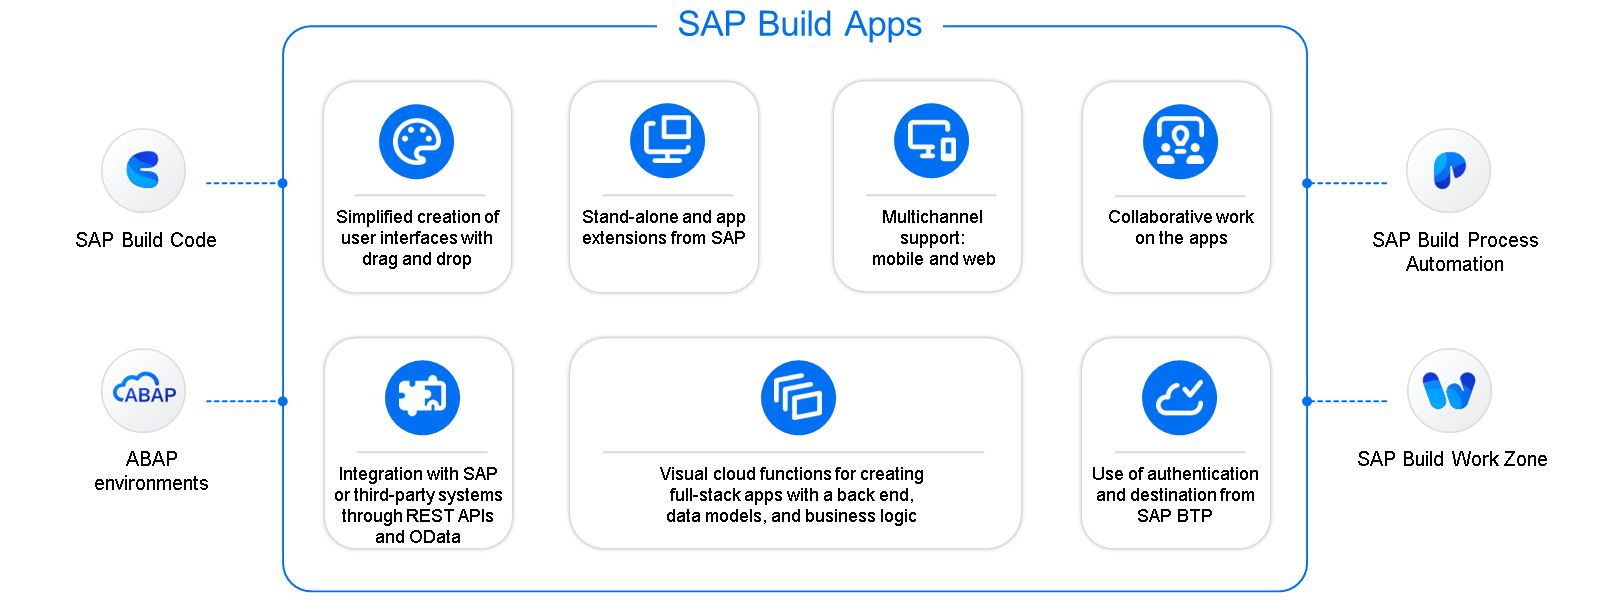 SAP Build Apps
Simplified creation of
user interfaces with
drag and drop
Stand-alone and app
extensions from SAP
Multichannel
support:
mobile and web
Collaborative work
on the apps
SAP Build Code
SAP Build Process
Automation
ABAP
ABAP
environments
Integration with SAP
or third-party systems
through REST APIs
and OData
Visual cloud functions for creating
full-stack apps with a back end,
data models, and business logic
Use of authentication
and destination from
SAP BTP
SAP Build Work Zone